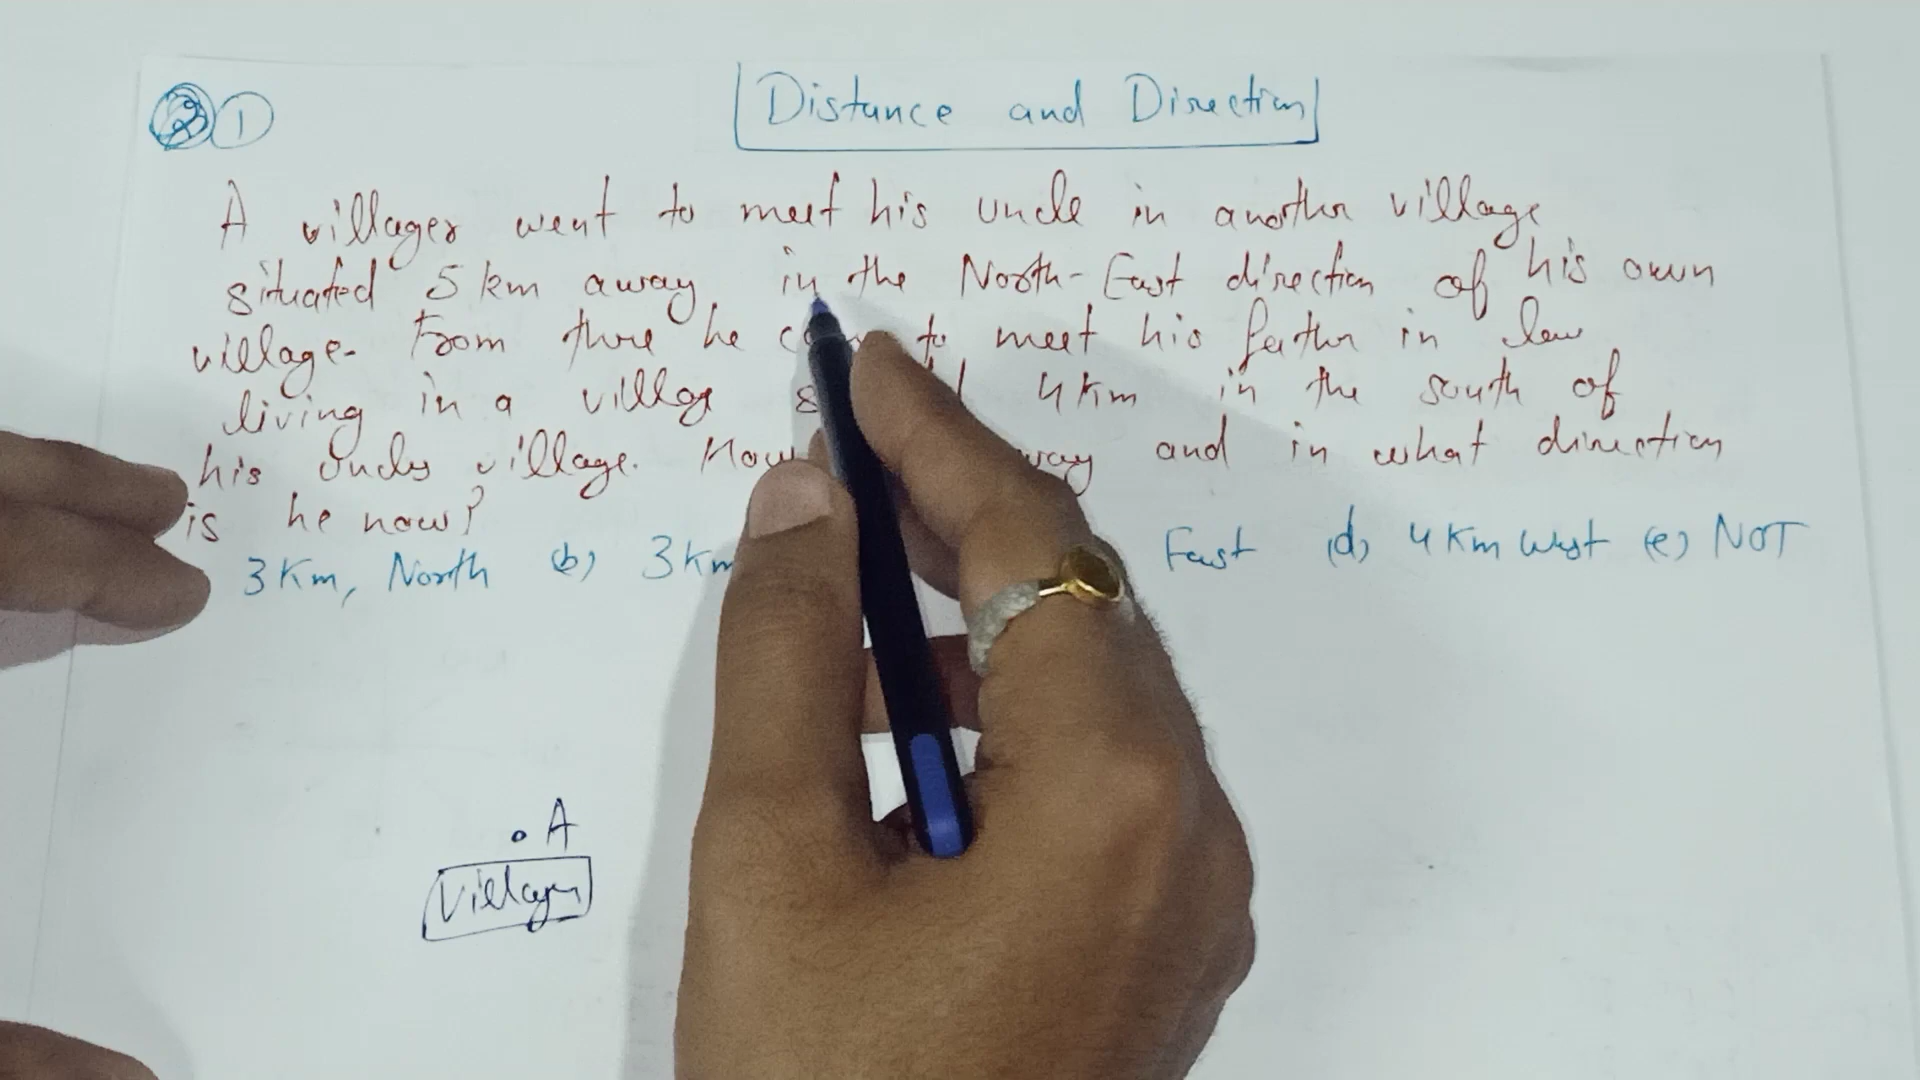 ① Distance and Direction
A villager went to meet his uncle in another village
situated 5 km away, in the North-East direction of his own
village. From there he to meet his father in law
living in a village 4 km in the south of
his uncles village. How and in what direction
is he now?
3 Km, North (b) 3 km East (d) 4 Km West (e) NOT
• A
Village